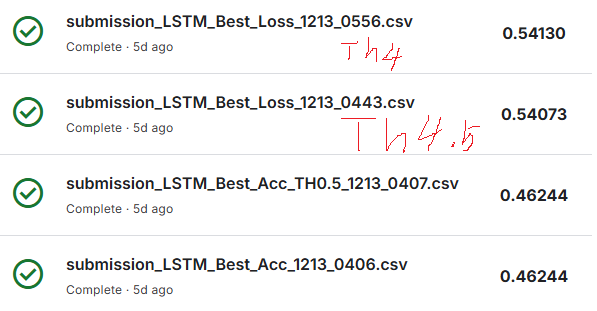 submission_LSTM_Best_Loss_1213_0556.csv
0.54130
Complete · 5d ago
Th4
submission_LSTM_Best_Loss_1213_0443.csv
0.54073
Complete · 5d ago
Th4.5
submission_LSTM_Best_Acc_TH0.5_1213_0407.csv
0.46244
Complete · 5d ago
submission_LSTM_Best_Acc_1213_0406.csv
0.46244
Complete · 5d ago